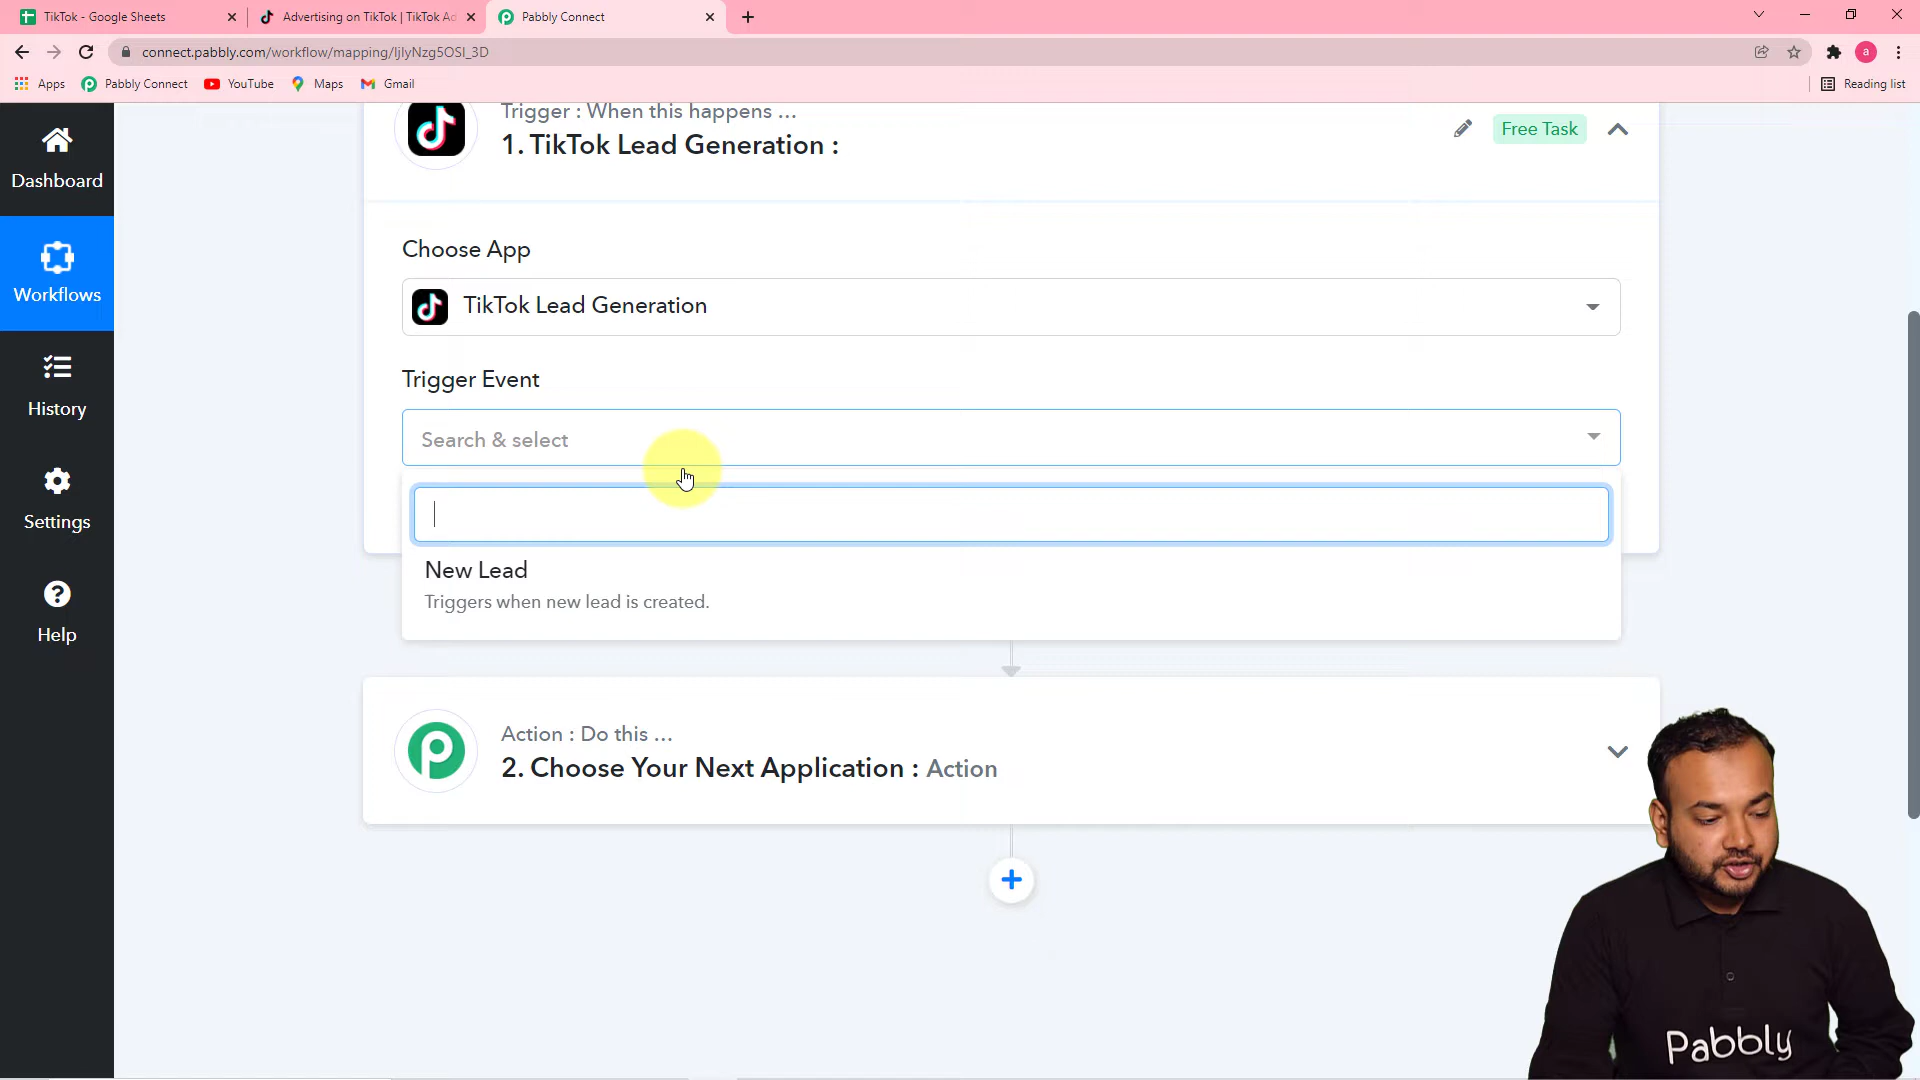 TikTok - Google Sheets
Advertising on TikTok | TikTok Ad
Pabbly Connect
connect.pabbly.com/workflow/mapping/IjIyNzg5OSI_3D
a
Apps
Pabbly Connect
YouTube
Maps
Gmail
Reading list
Dashboard
Workflows
History
Settings
Help
Trigger : When this happens ...
1. TikTok Lead Generation :
Free Task
Choose App
TikTok Lead Generation
Trigger Event
Search & select
New Lead
Triggers when new lead is created.
Action : Do this ...
2. Choose Your Next Application : Action
Pabbly